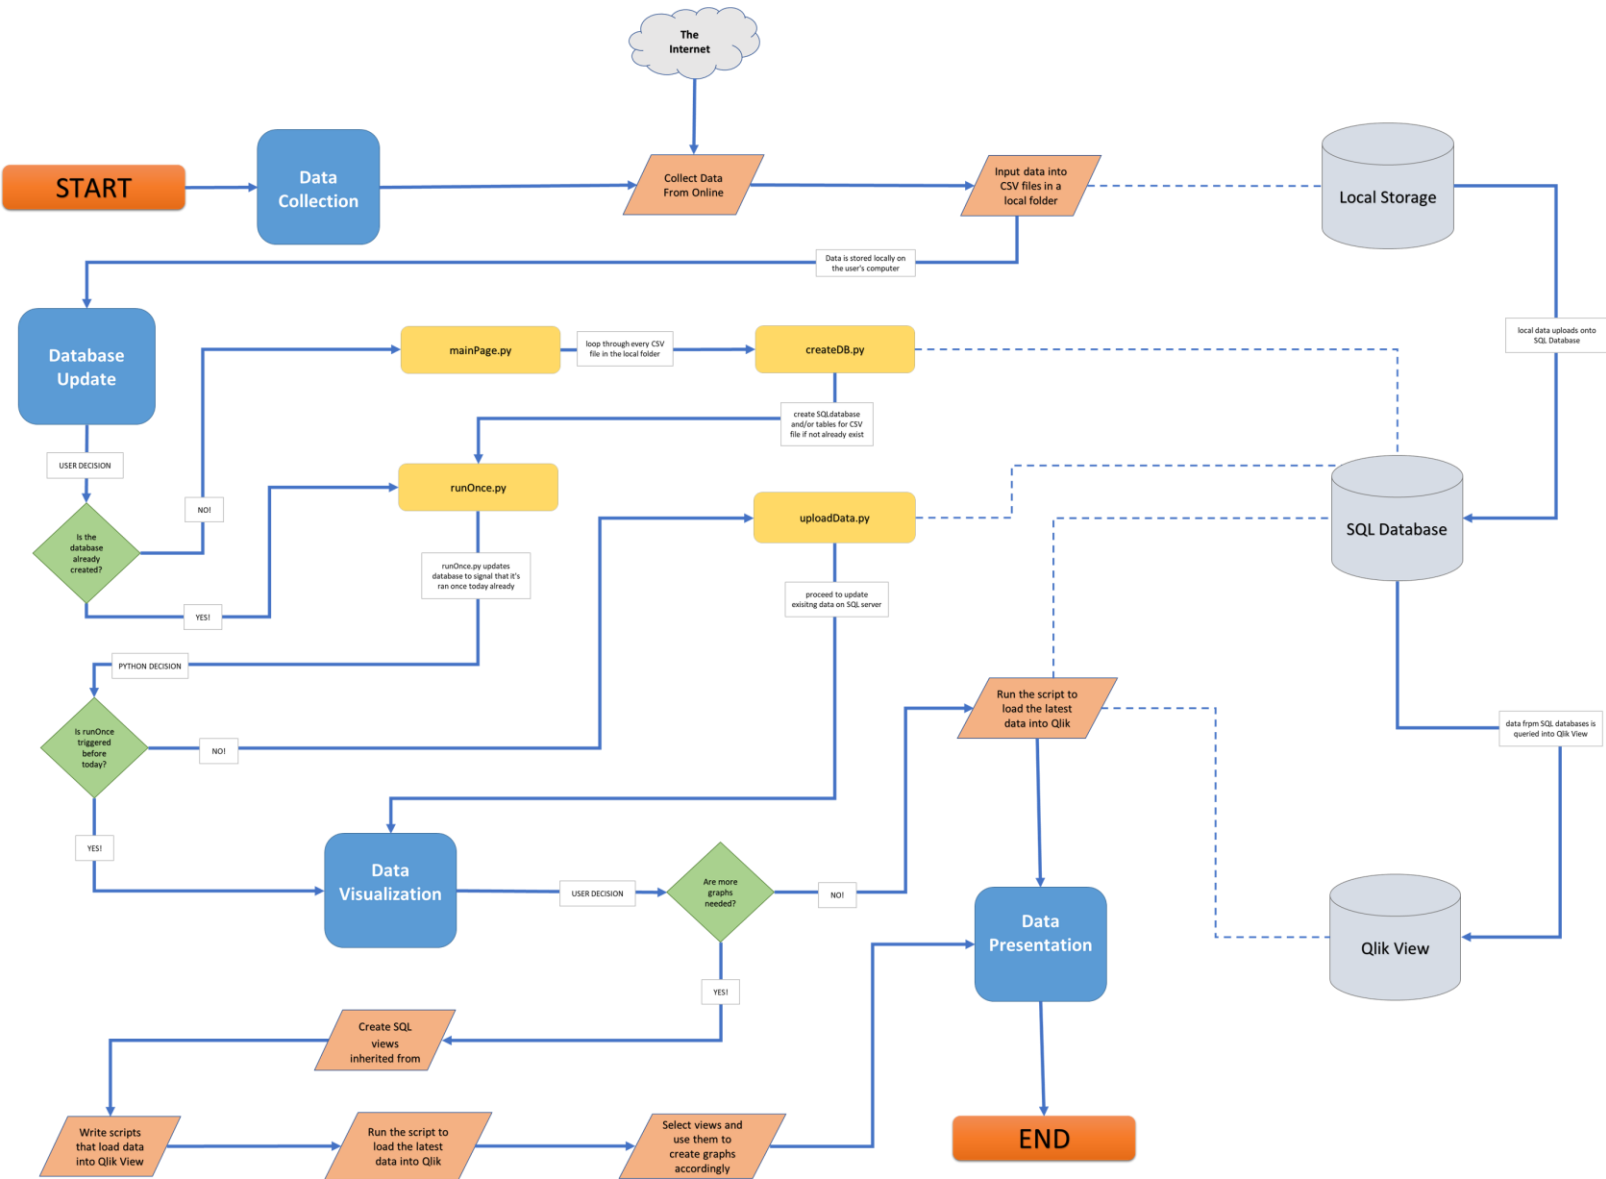 The
Internet
START
Data
Collection
Collect Data
From Online
Input data into
CSV files in a
local folder
Local Storage
Data is stored locally on
the user's computer
local data uploads onto
SQL Database
Database
Update
mainPage.py
loop through every CSV
file in the local folder
createDB.py
create SQLdatabase
and/or tables for CSV
file if not already exist
USER DECISION
NO!
Is the
database
already
created?
YES!
runOnce.py
runOnce.py updates
database to signal that it's
ran once today already
uploadData.py
proceed to update
exisitng data on SQL server
SQL Database
PYTHON DECISION
Is runOnce
triggered
before
today?
NO!
YES!
Run the script to
load the latest
data into Qlik
data frpm SQL databases is
queried into Qlik View
Data
Visualization
USER DECISION
Are more
graphs
needed?
NO!
YES!
Data
Presentation
Qlik View
Create SQL
views
inherited from
Write scripts
that load data
into Qlik View
Run the script to
load the latest
data into Qlik
Select views and
use them to
create graphs
accordingly
END